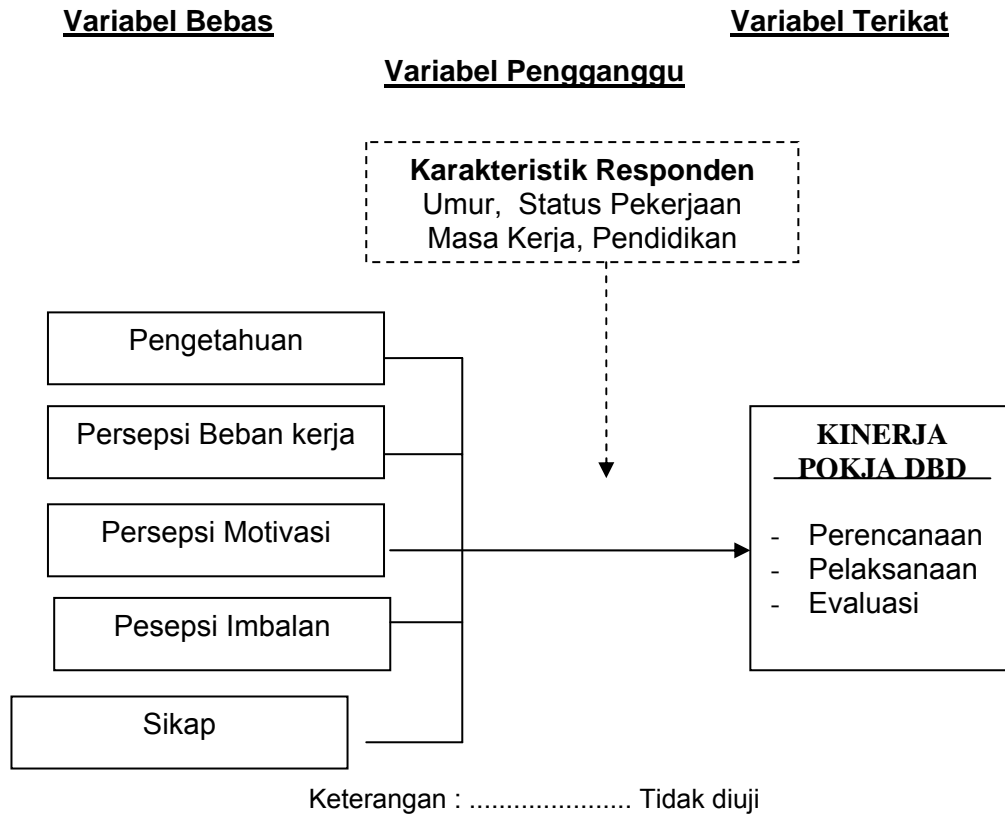 Variabel Bebas
Variabel Terikat
Variabel Pengganggu
Karakteristik Responden
Umur, Status Pekerjaan
Masa Kerja, Pendidikan
Pengetahuan
Persepsi Beban kerja
Persepsi Motivasi
Pesepsi Imbalan
Sikap
KINERJA
POKJA DBD
- Perencanaan
- Pelaksanaan
- Evaluasi
Keterangan : ...................... Tidak diuji